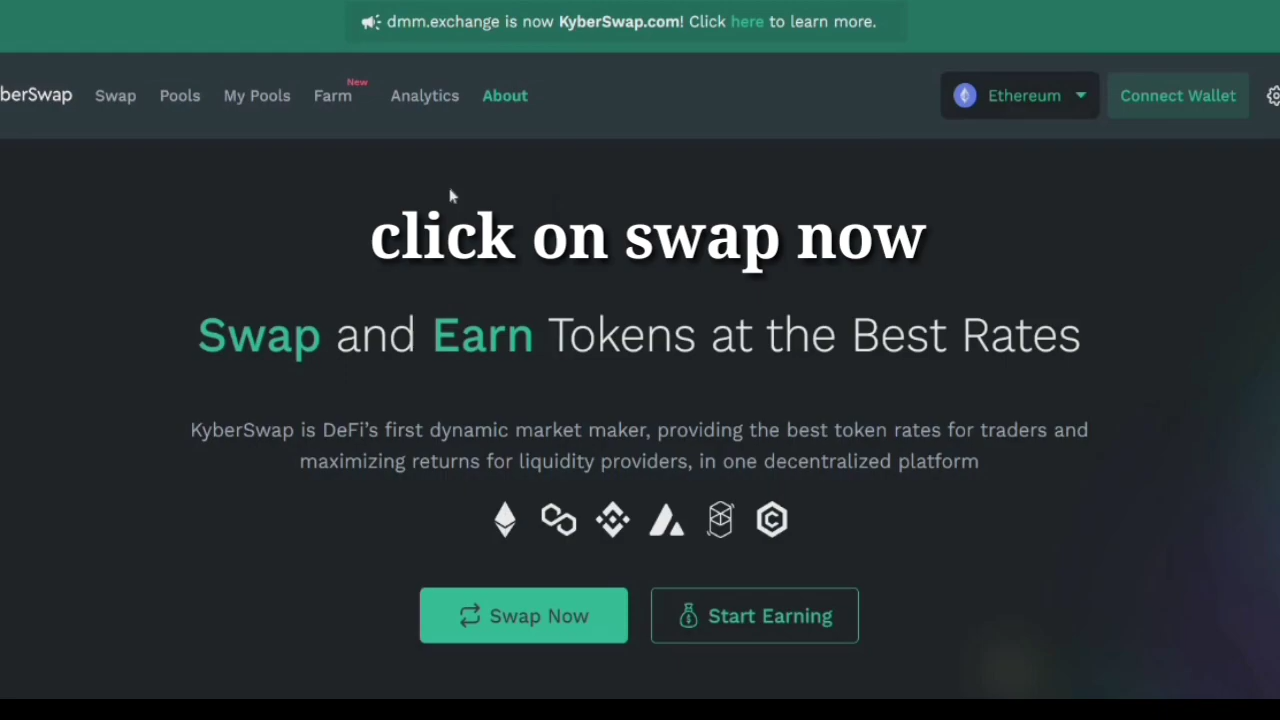 dmm.exchange is now KyberSwap.com! Click here to learn more.
berSwap Swap Pools My Pools Farm New Analytics About Ethereum Connect Wallet
click on swap now
Swap and Earn Tokens at the Best Rates
KyberSwap is DeFi's first dynamic market maker, providing the best token rates for traders and
maximizing returns for liquidity providers, in one decentralized platform
Swap Now Start Earning